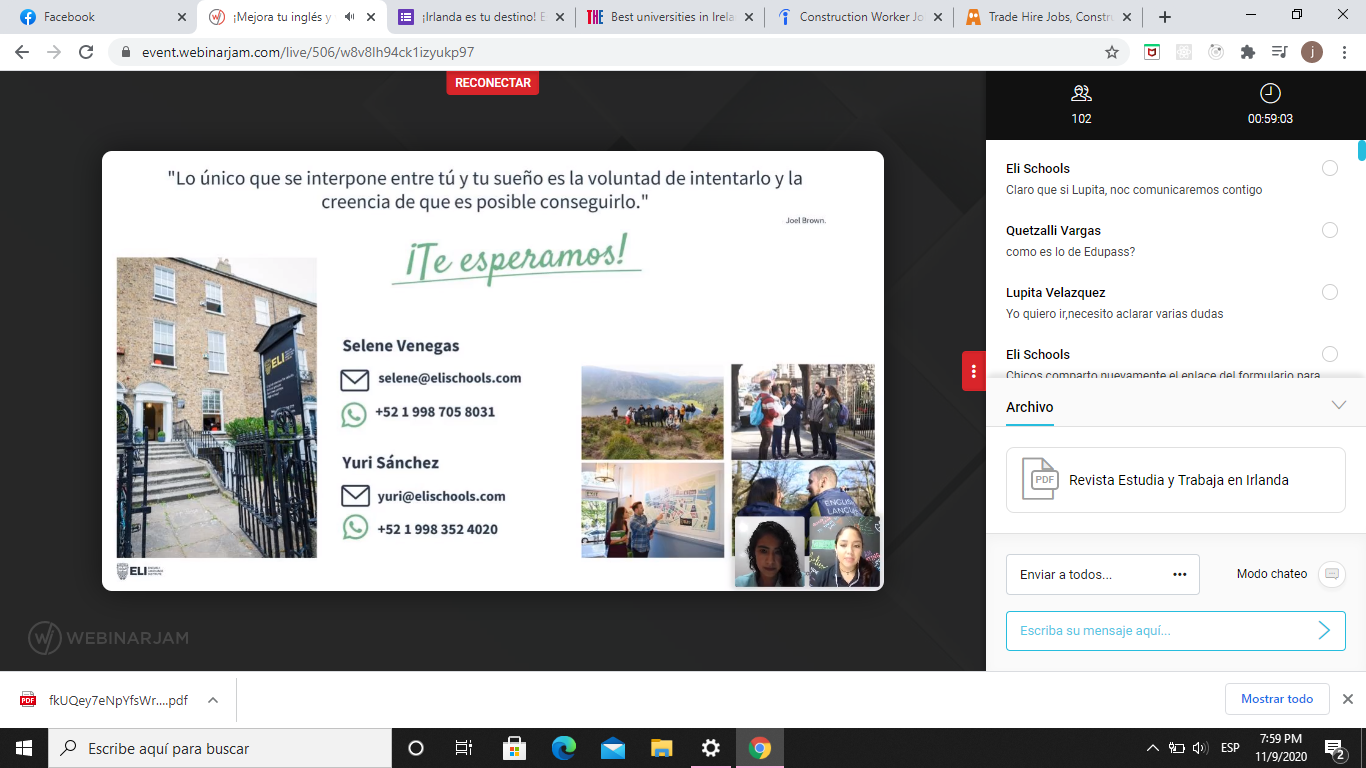 Facebook
¡Mejora tu inglés y
¡Irlanda es tu destino! E
THE Best universities in Irela
Construction Worker Jo
Trade Hire Jobs, Constru
event.webinarjam.com/live/506/w8v8lh94ck1izyukp97
j
RECONECTAR
102
00:59:03
"Lo único que se interpone entre tú y tu sueño es la voluntad de intentarlo y la
creencia de que es posible conseguirlo."
Joel Brown.
¡Te esperamos!
ELI
Selene Venegas
selene@elischools.com
+52 1 998 705 8031
Yuri Sánchez
yuri@elischools.com
+52 1 998 352 4020
ELI
WEBINARJAM
Eli Schools
Claro que si Lupita, noc comunicaremos contigo
Quetzalli Vargas
como es lo de Edupass?
Lupita Velazquez
Yo quiero ir,necesito aclarar varias dudas
Eli Schools
Chicos comparto nuevamente el enlace del formulario para
Archivo
PDF
Revista Estudia y Trabaja en Irlanda
Enviar a todos...
Modo chateo
Escriba su mensaje aquí...
PDF
fkUQey7eNpYfsWr....pdf
Mostrar todo
Escribe aquí para buscar
ESP
7:59 PM
11/9/2020
2